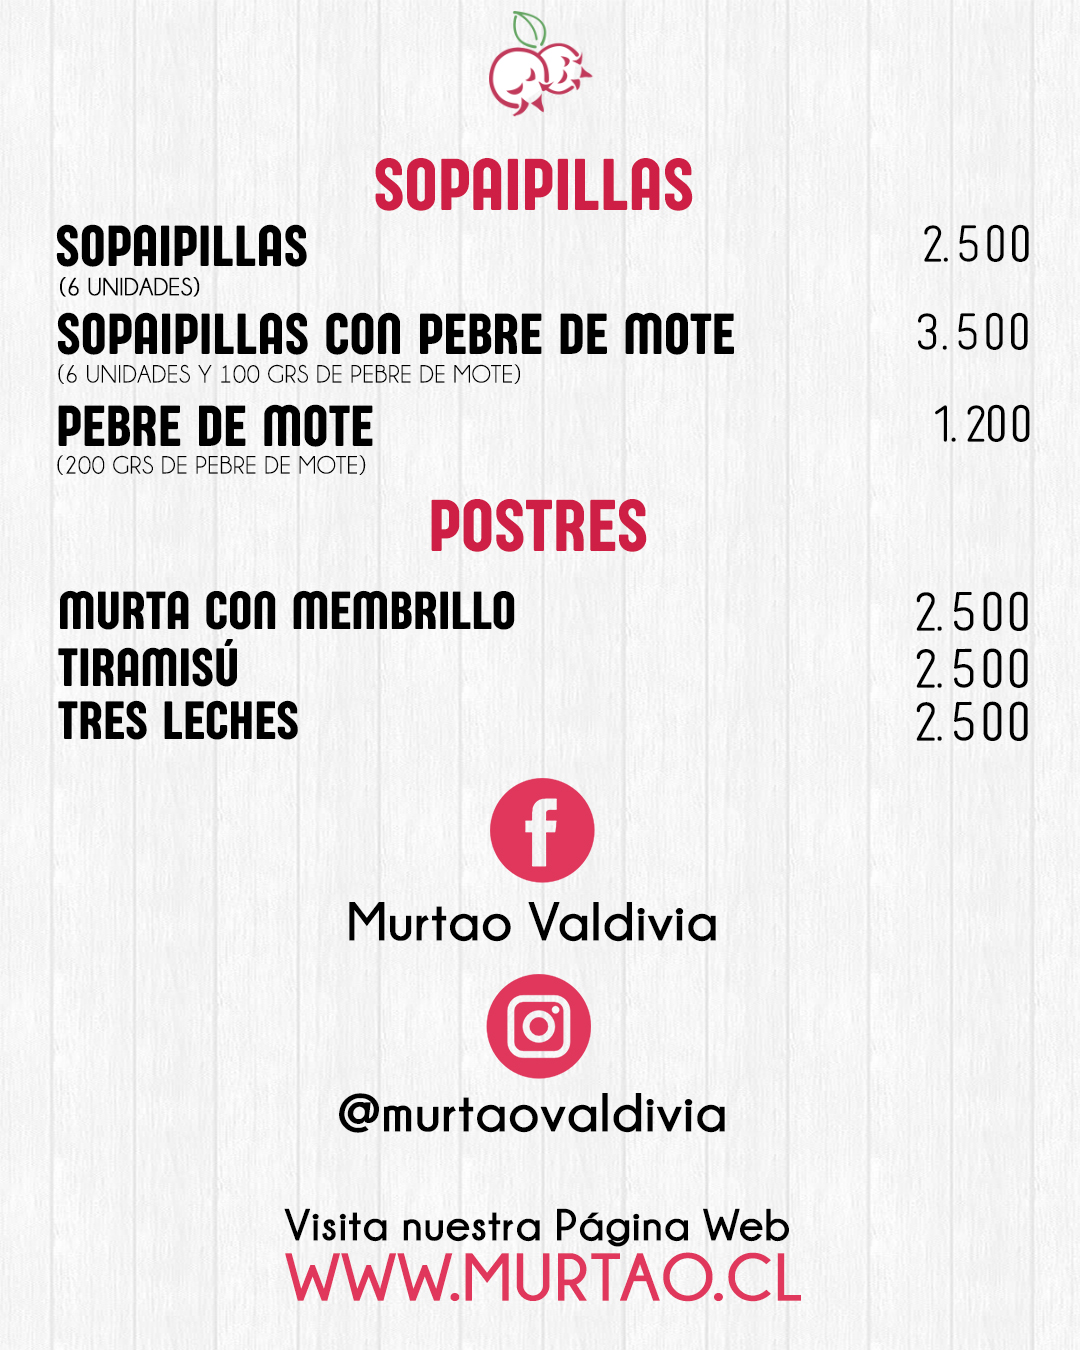 SOPAIPILLAS
SOPAIPILLAS 2.500
(6 UNIDADES)
SOPAIPILLAS CON PEBRE DE MOTE 3.500
(6 UNIDADES Y 100 GRS DE PEBRE DE MOTE)
PEBRE DE MOTE 1.200
(200 GRS DE PEBRE DE MOTE)
POSTRES
MURTA CON MEMBRILLO 2.500
TIRAMISÚ 2.500
TRES LECHES 2.500
Murtao Valdivia
@murtaovaldivia
Visita nuestra Página Web
WWW.MURTAO.CL